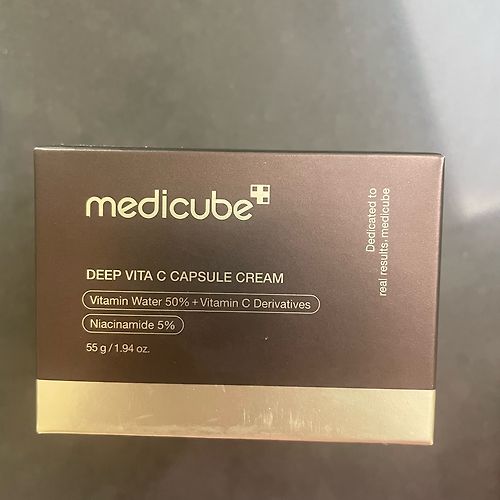 medicube
DEEP VITA C CAPSULE CREAM
Vitamin Water 50% + Vitamin C Derivatives
Niacinamide 5%
55 g / 1.94 oz.
Dedicated to
real results, medicube